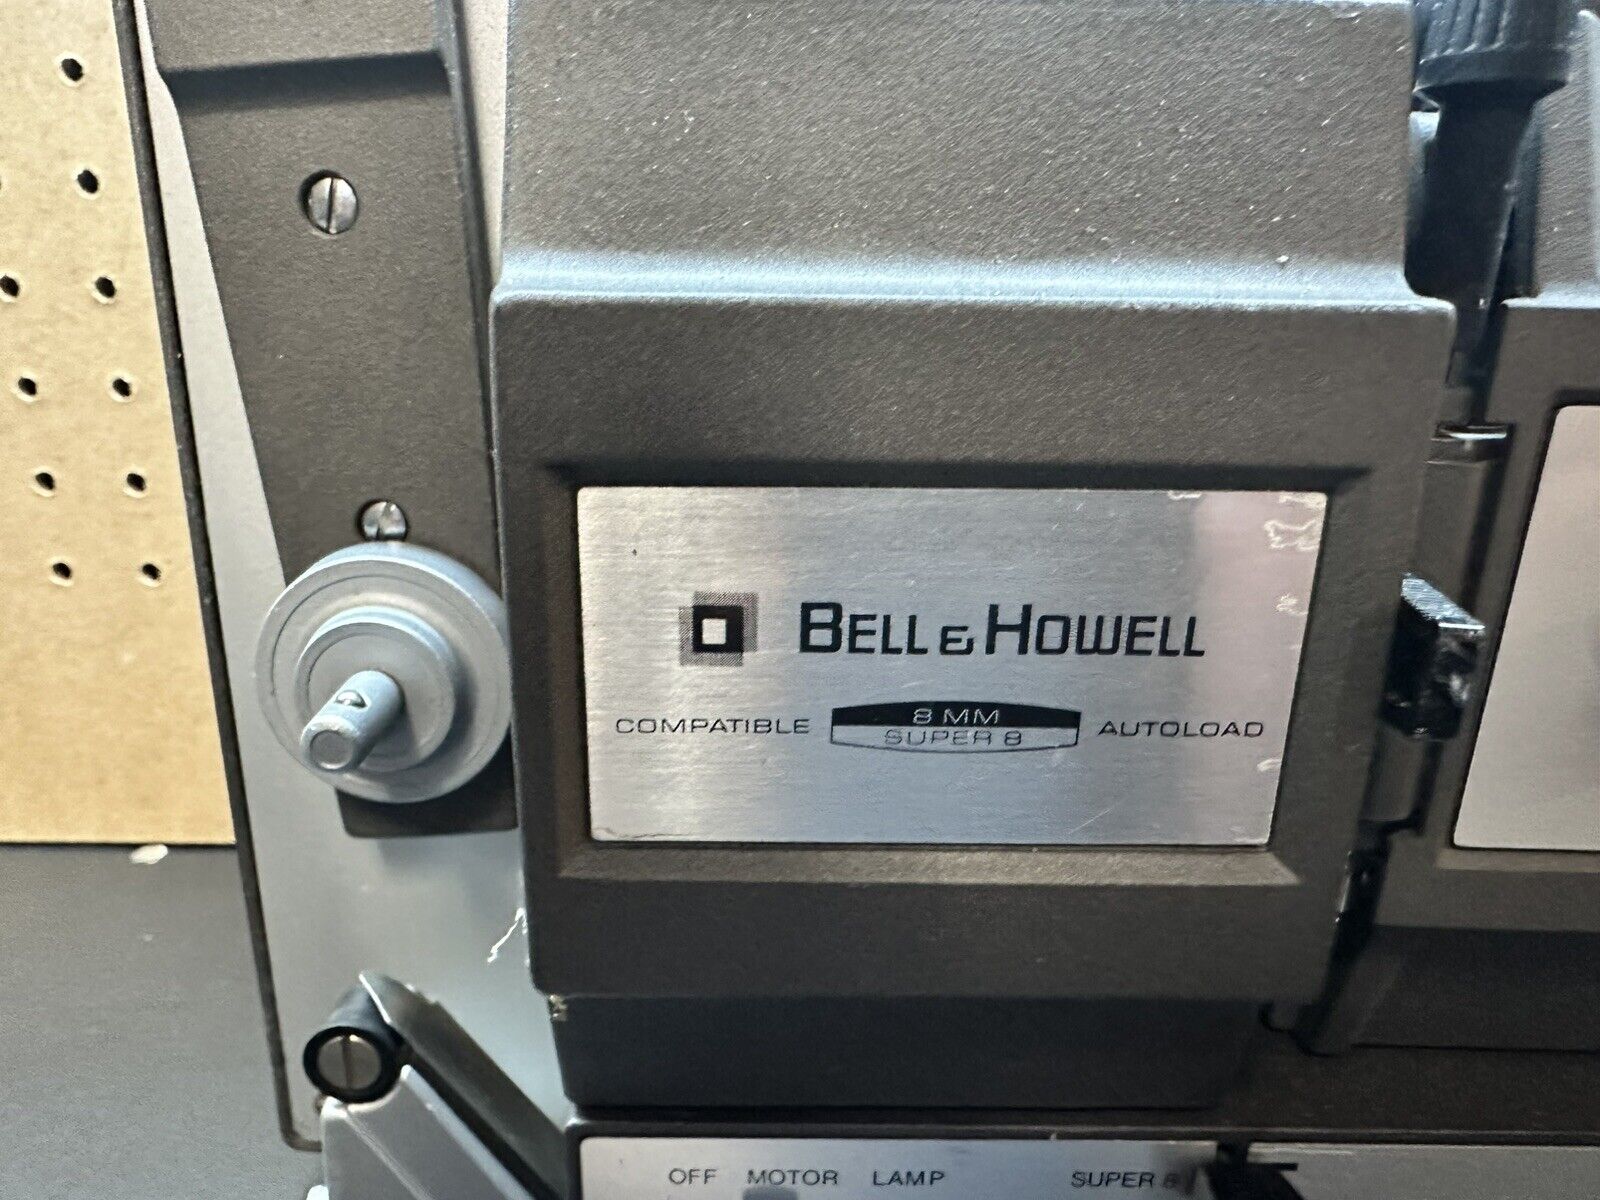 BELL & HOWELL
COMPATIBLE 8 MM SUPER 8 AUTOLOAD
OFF MOTOR LAMP SUPER 8